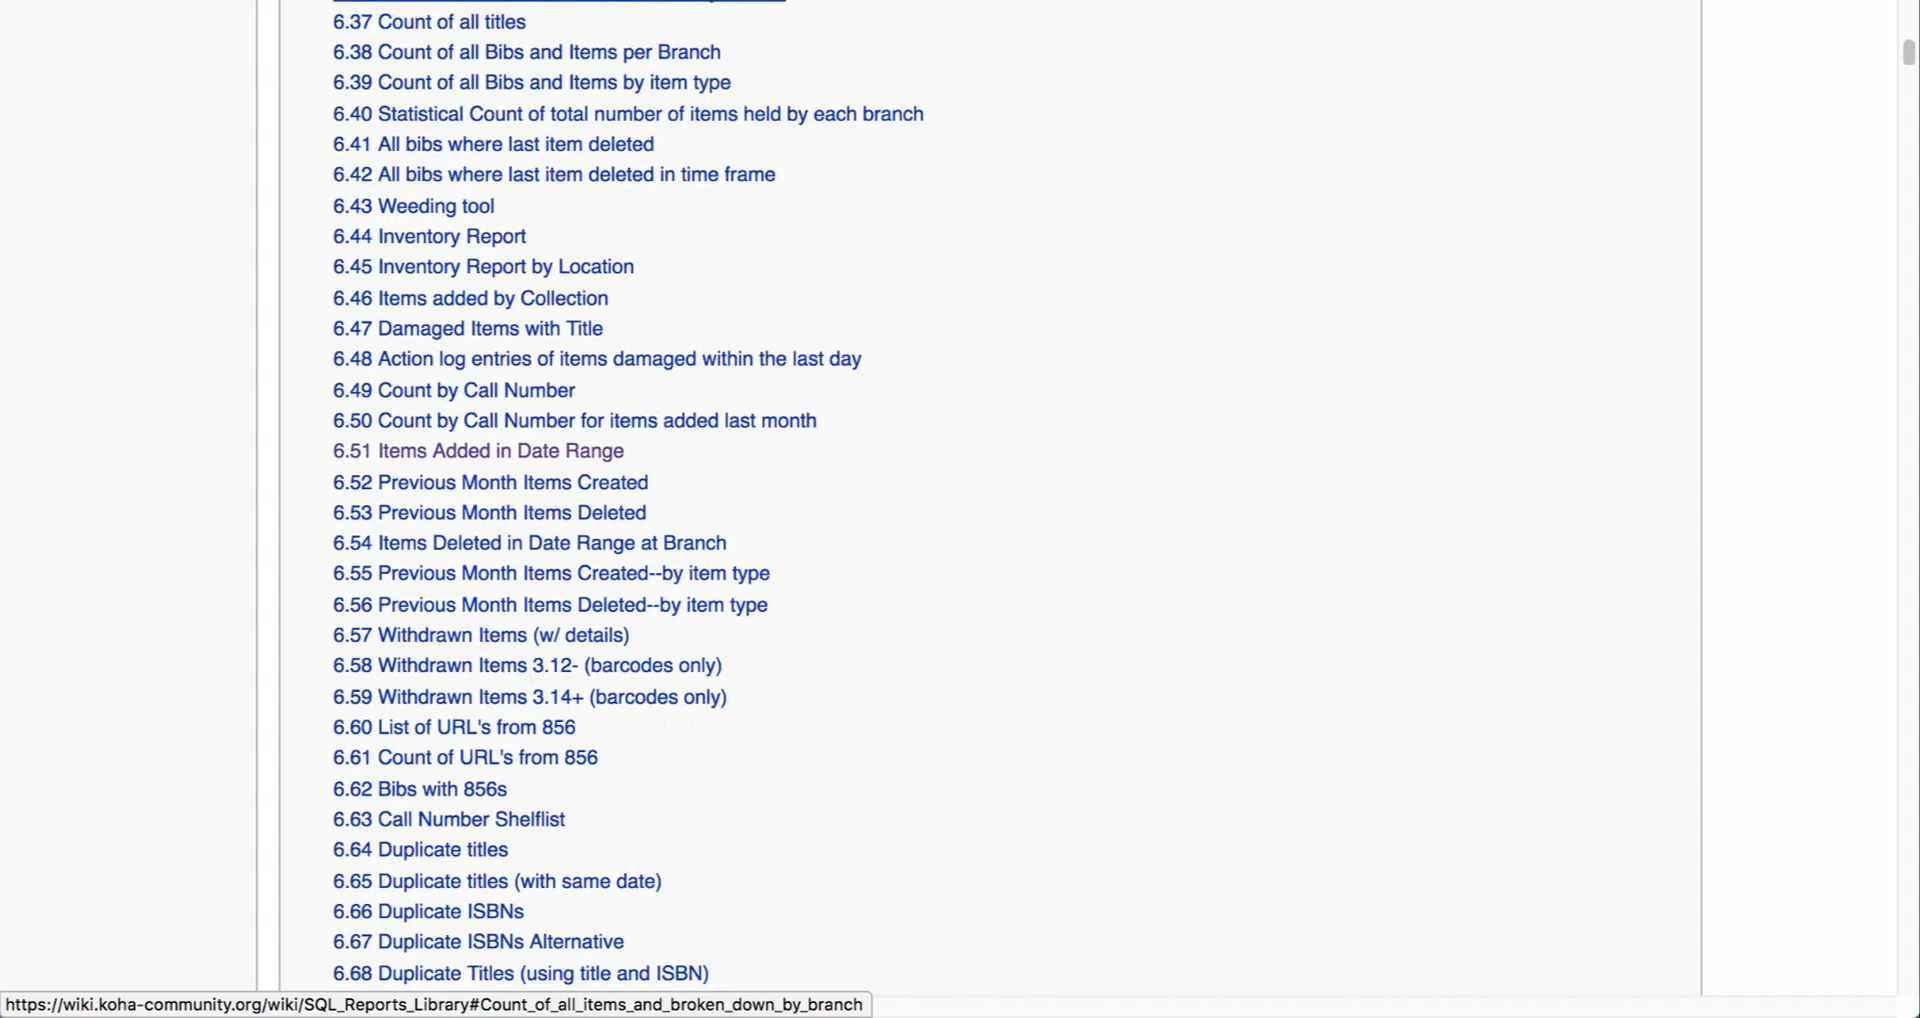 6.37 Count of all titles
6.38 Count of all Bibs and Items per Branch
6.39 Count of all Bibs and Items by item type
6.40 Statistical Count of total number of items held by each branch
6.41 All bibs where last item deleted
6.42 All bibs where last item deleted in time frame
6.43 Weeding tool
6.44 Inventory Report
6.45 Inventory Report by Location
6.46 Items added by Collection
6.47 Damaged Items with Title
6.48 Action log entries of items damaged within the last day
6.49 Count by Call Number
6.50 Count by Call Number for items added last month
6.51 Items Added in Date Range
6.52 Previous Month Items Created
6.53 Previous Month Items Deleted
6.54 Items Deleted in Date Range at Branch
6.55 Previous Month Items Created--by item type
6.56 Previous Month Items Deleted--by item type
6.57 Withdrawn Items (w/ details)
6.58 Withdrawn Items 3.12- (barcodes only)
6.59 Withdrawn Items 3.14+ (barcodes only)
6.60 List of URL's from 856
6.61 Count of URL's from 856
6.62 Bibs with 856s
6.63 Call Number Shelflist
6.64 Duplicate titles
6.65 Duplicate titles (with same date)
6.66 Duplicate ISBNs
6.67 Duplicate ISBNs Alternative
6.68 Duplicate Titles (using title and ISBN)
https://wiki.koha-community.org/wiki/SQL_Reports_Library#Count_of_all_items_and_broken_down_by_branch